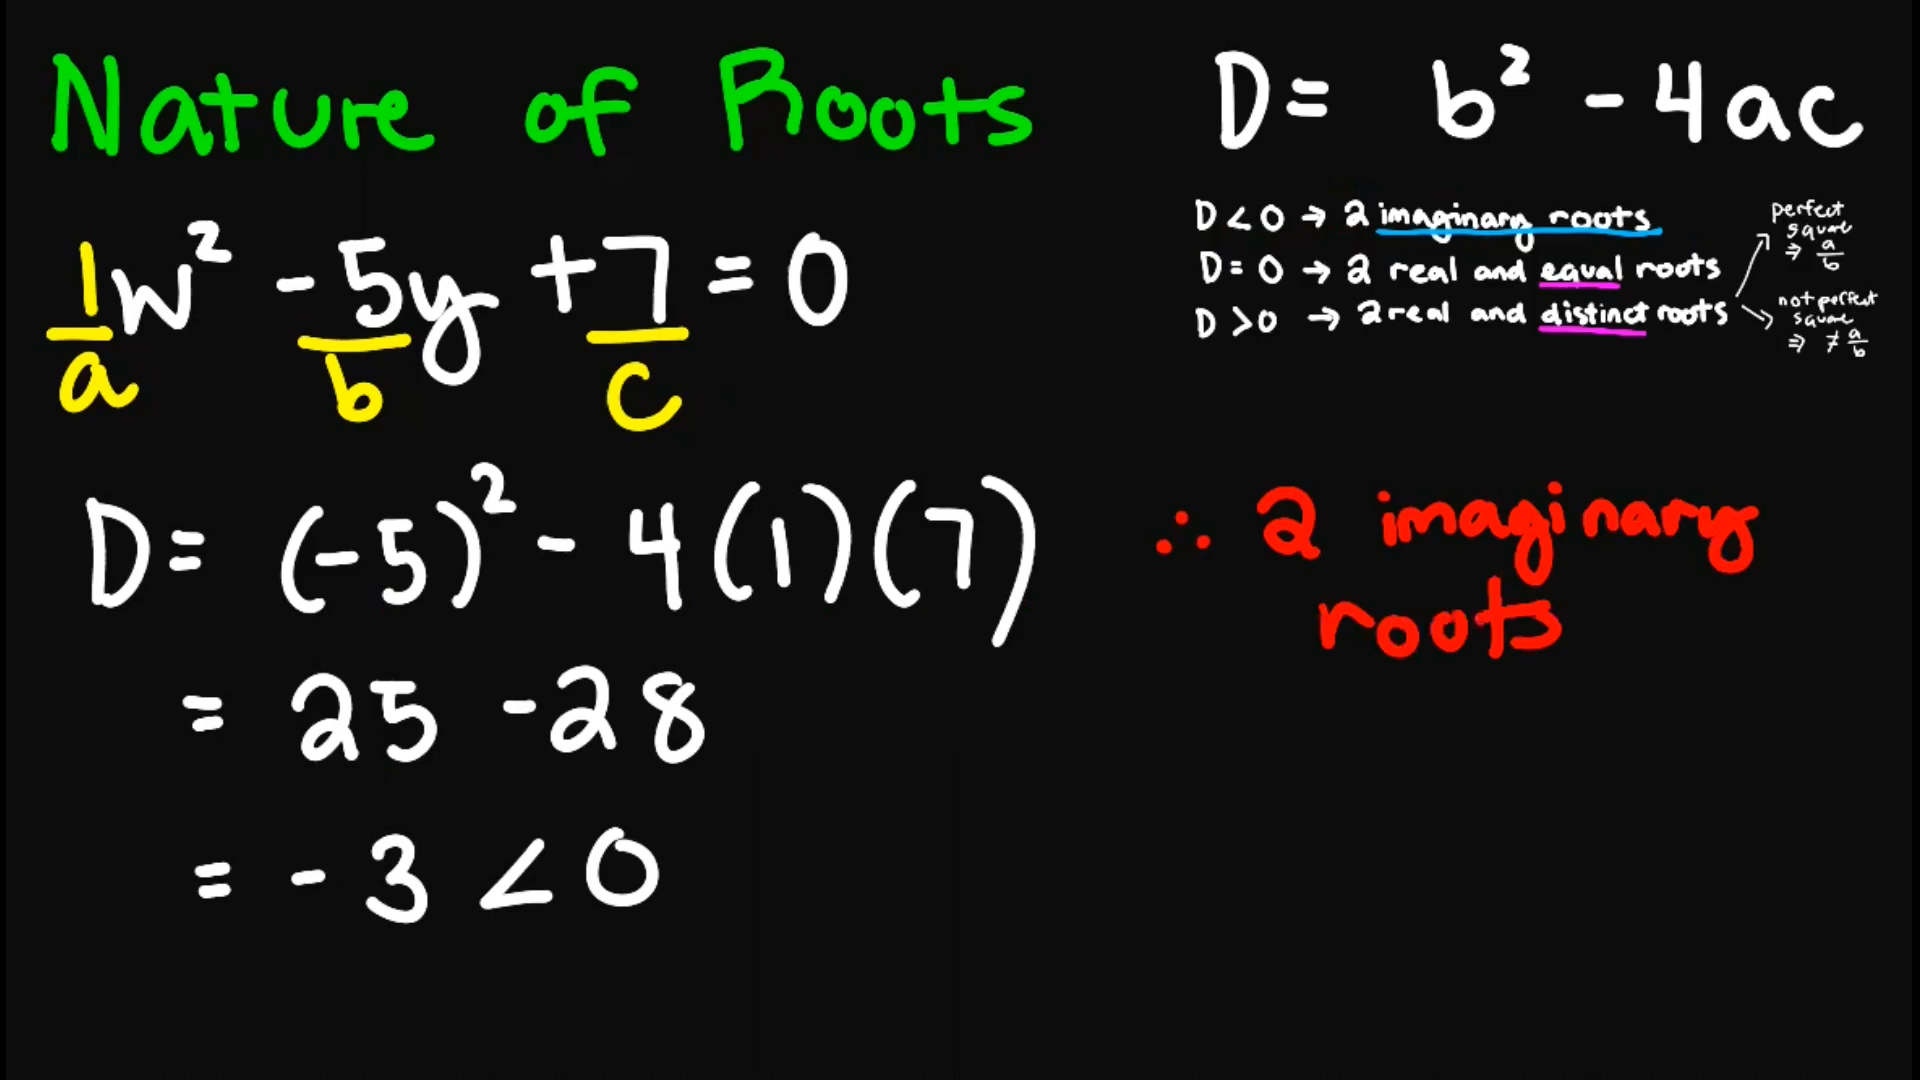 Nature of Roots
D = b² - 4ac
D < 0 → 2 imaginary roots
D = 0 → 2 real and equal roots
D > 0 → 2 real and distinct roots
perfect
square
⇒ a/b
not perfect
square
⇒ ≠ a/b
1w² - 5y + 7 = 0
a b c
D = (-5)² - 4(1)(7)
= 25 - 28
= -3 < 0
∴ 2 imaginary
roots